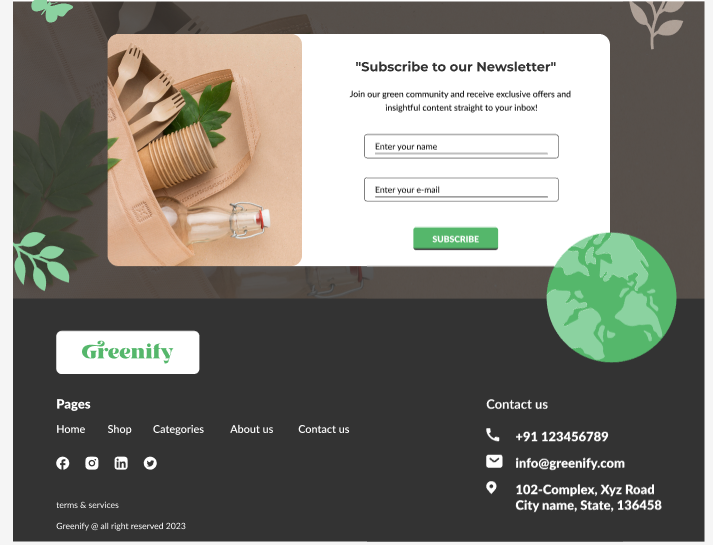 "Subscribe to our Newsletter"
Join our green community and receive exclusive offers and
insightful content straight to your inbox!
Enter your name
Enter your e-mail
SUBSCRIBE
Greenify
Pages
Home Shop Categories About us Contact us
terms & services
Greenify @ all right reserved 2023
Contact us
+91 123456789
info@greenify.com
102-Complex, Xyz Road
City name, State, 136458